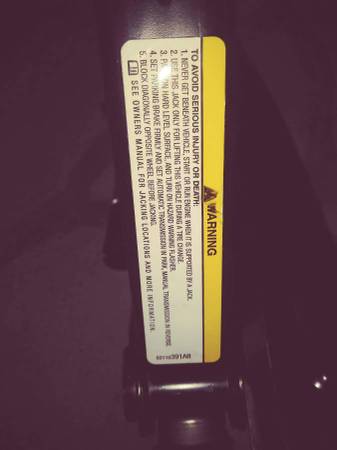 WARNING
TO AVOID SERIOUS INJURY OR DEATH:
1. NEVER GET BENEATH VEHICLE, START OR RUN ENGINE WHEN IT IS SUPPORTED BY A JACK.
2. USE THIS JACK ONLY FOR LIFTING THIS VEHICLE DURING A TIRE CHANGE.
3. PARK ON HARD LEVEL SURFACE, AND TURN ON HAZARD WARNING FLASHER.
4. SET PARKING BRAKE FIRMLY AND SET AUTOMATIC TRANSMISSION IN PARK, MANUAL TRANSMISSION IN REVERSE.
5. BLOCK DIAGONALLY OPPOSITE WHEEL BEFORE JACKING.
SEE OWNERS MANUAL FOR JACKING LOCATIONS AND MORE INFORMATION.
391AB